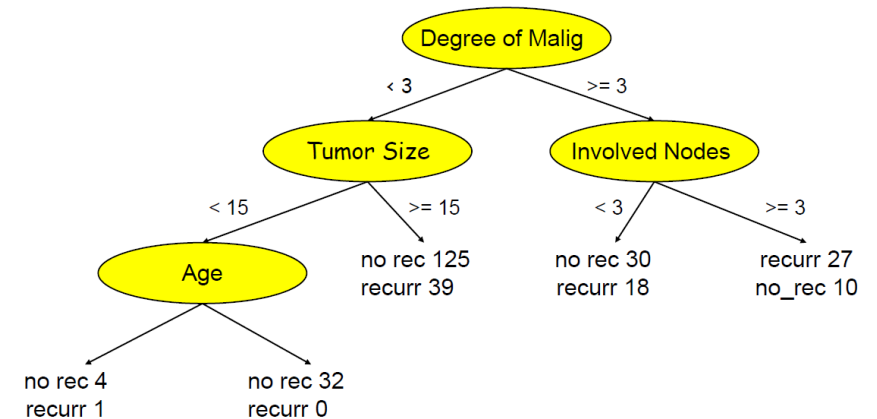 Degree of Malig
< 3
>= 3
Tumor Size
Involved Nodes
< 15
>= 15
< 3
>= 3
Age
no rec 125
recurr 39
no rec 30
recurr 18
recurr 27
no_rec 10
no rec 4
recurr 1
no rec 32
recurr 0